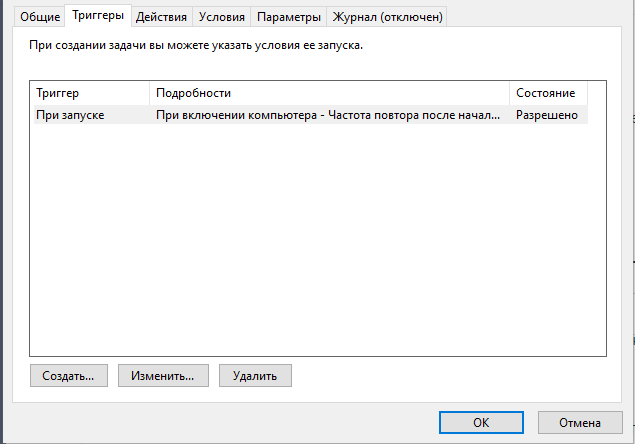 Общие Триггеры Действия Условия Параметры Журнал (отключен)
При создании задачи вы можете указать условия ее запуска.
Триггер Подробности Состояние
При запуске При включении компьютера - Частота повтора после начал... Разрешено
Создать... Изменить... Удалить
ОК Отмена